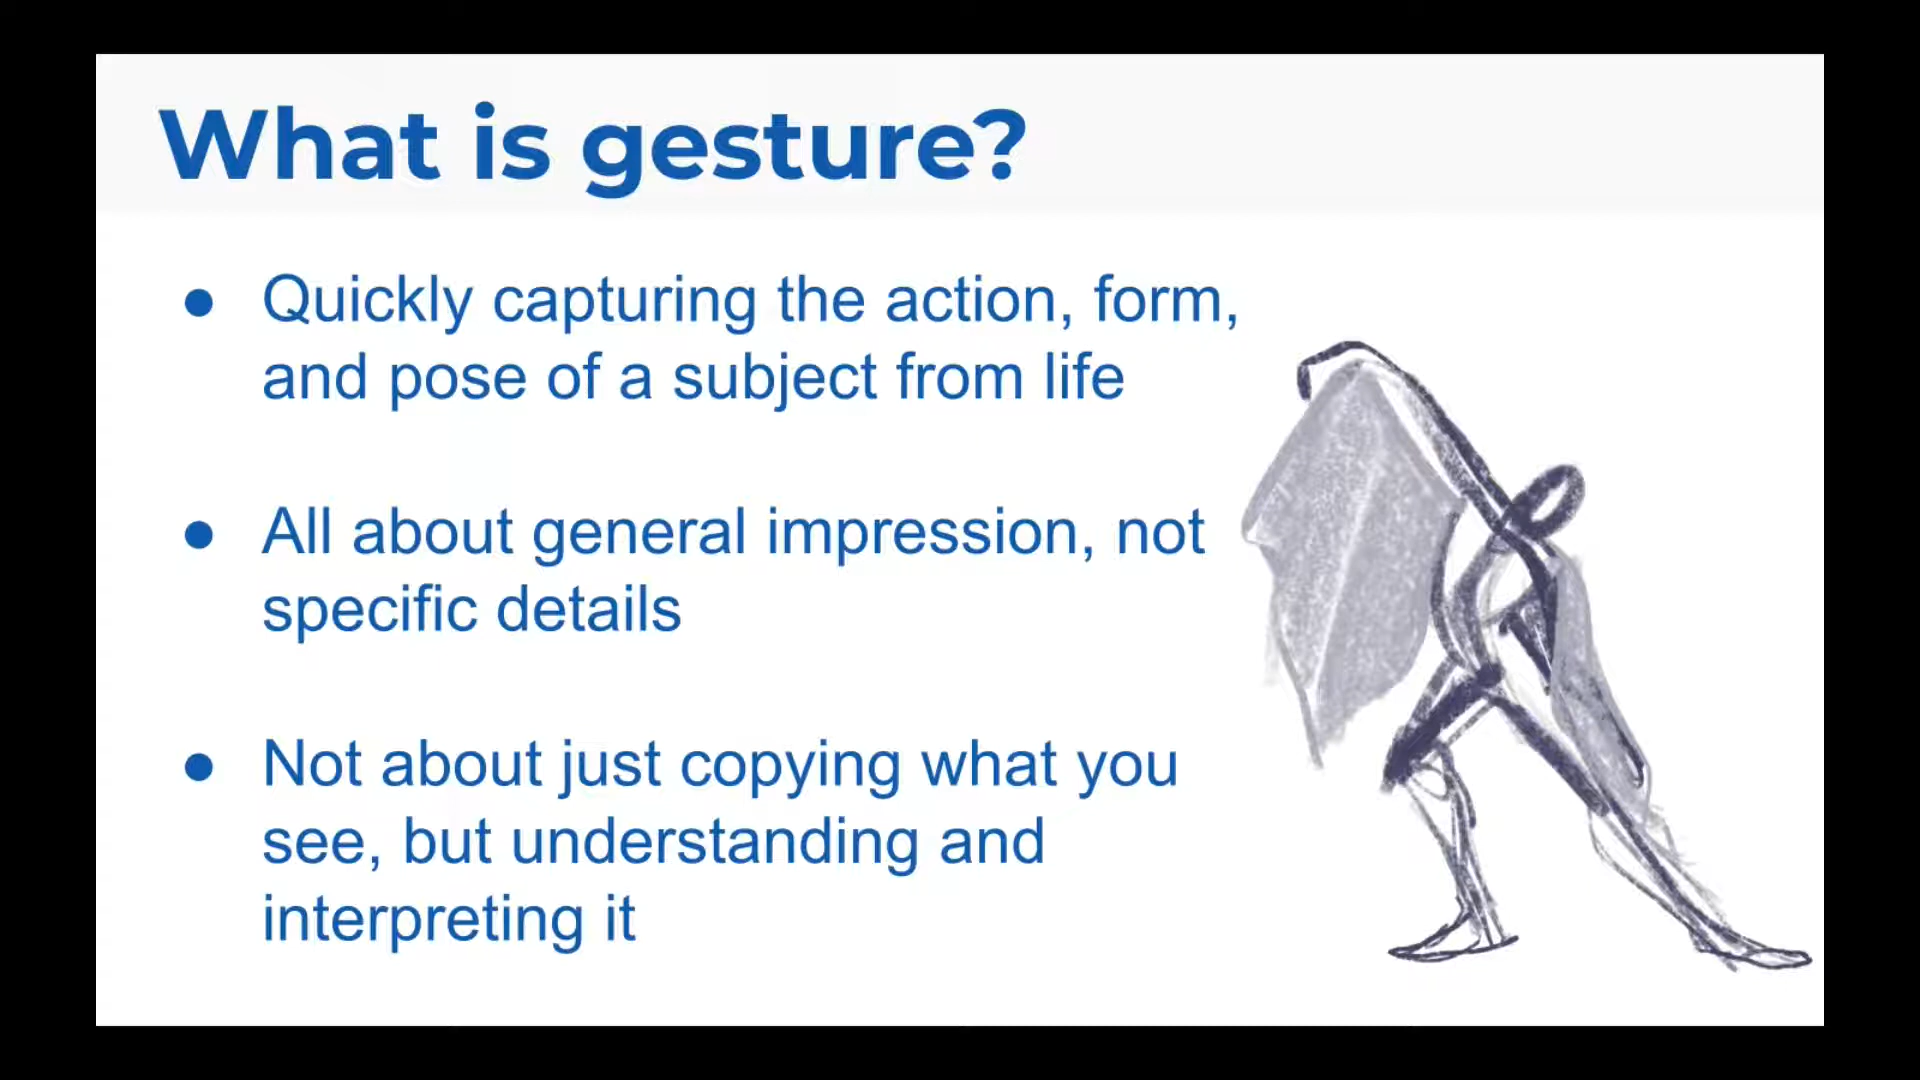 What is gesture?
● Quickly capturing the action, form,
and pose of a subject from life
● All about general impression, not
specific details
● Not about just copying what you
see, but understanding and
interpreting it